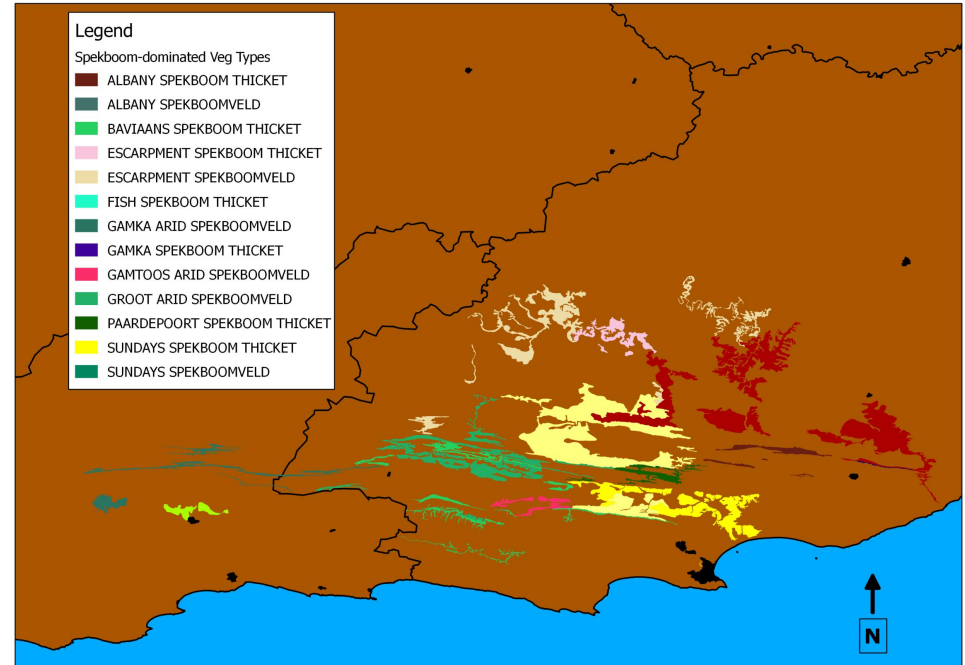 Legend
Spekboom-dominated Veg Types
ALBANY SPEKBOOM THICKET
ALBANY SPEKBOOMVELD
BAVIAANS SPEKBOOM THICKET
ESCARPMENT SPEKBOOM THICKET
ESCARPMENT SPEKBOOMVELD
FISH SPEKBOOM THICKET
GAMKA ARID SPEKBOOMVELD
GAMKA SPEKBOOM THICKET
GAMTOOS ARID SPEKBOOMVELD
GROOT ARID SPEKBOOMVELD
PAARDEPOORT SPEKBOOM THICKET
SUNDAYS SPEKBOOM THICKET
SUNDAYS SPEKBOOMVELD
N